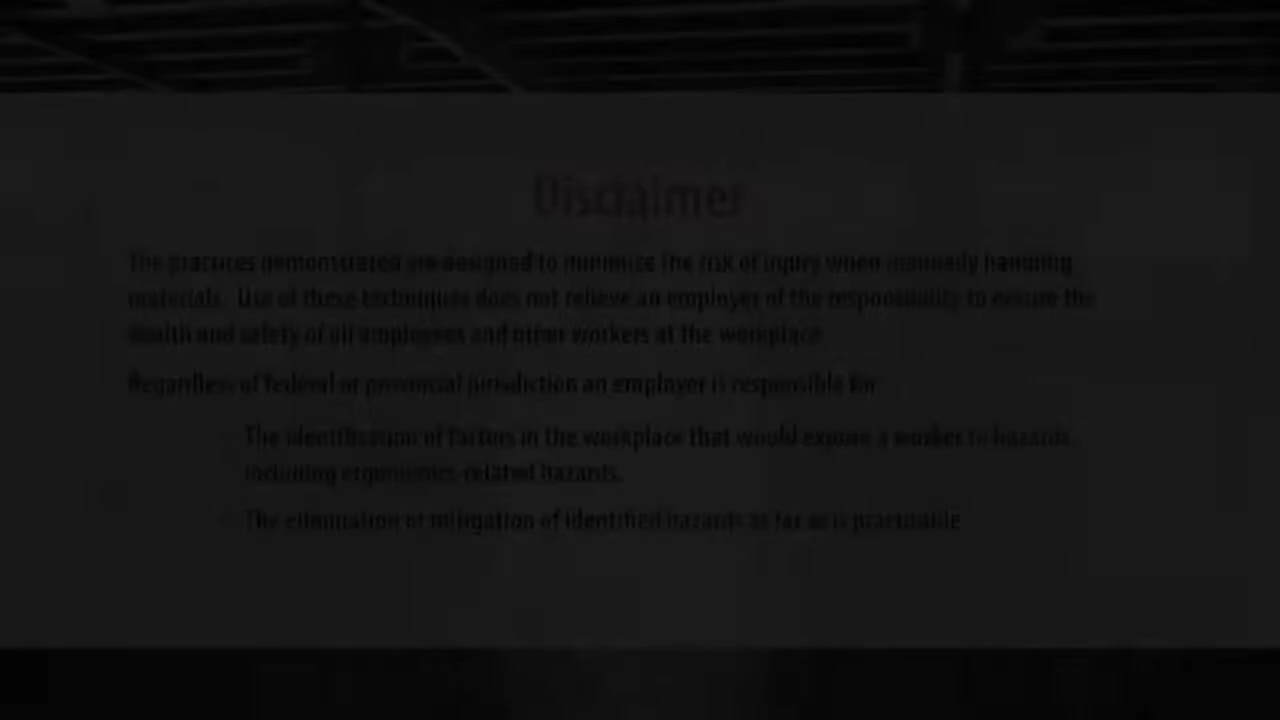 Disclaimer
The practices demonstrated are designed to minimize the risk of injury when manually handling
materials. Use of these techniques does not relieve an employer of the responsibility to ensure the
health and safety of all employees and other workers at the workplace.
Regardless of federal or provincial jurisdiction an employer is responsible for
The identification of factors in the workplace that would expose a worker to hazards,
including ergonomics-related hazards.
The elimination or mitigation of identified hazards as far as is practicable